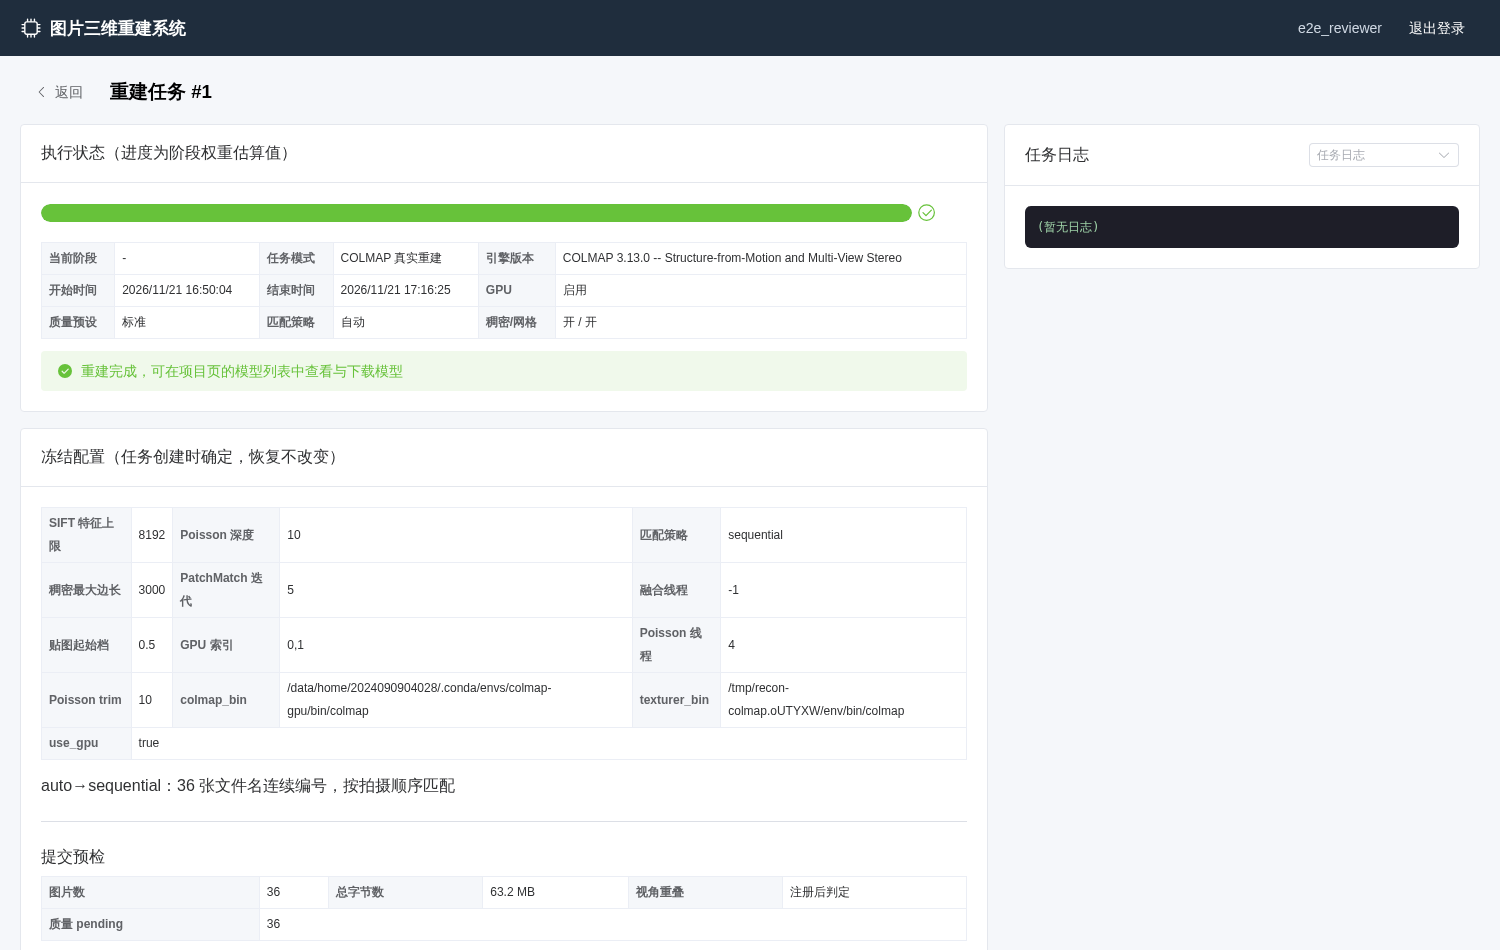 图片三维重建系统
e2e_reviewer 退出登录
返回 重建任务 #1
执行状态（进度为阶段权重估算值）
当前阶段 - 任务模式 COLMAP 真实重建 引擎版本 COLMAP 3.13.0 -- Structure-from-Motion and Multi-View Stereo
开始时间 2026/11/21 16:50:04 结束时间 2026/11/21 17:16:25 GPU 启用
质量预设 标准 匹配策略 自动 稠密/网格 开 / 开
重建完成，可在项目页的模型列表中查看与下载模型
任务日志 任务日志
（暂无日志）
冻结配置（任务创建时确定，恢复不改变）
SIFT 特征上限 8192 Poisson 深度 10 匹配策略 sequential
稠密最大边长 3000 PatchMatch 迭代 5 融合线程 -1
贴图起始档 0.5 GPU 索引 0,1 Poisson 线程 4
Poisson trim 10 colmap_bin /data/home/2024090904028/.conda/envs/colmap-gpu/bin/colmap texturer_bin /tmp/recon-colmap.oUTYXW/env/bin/colmap
use_gpu true
auto→sequential：36 张文件名连续编号，按拍摄顺序匹配
提交预检
图片数 36 总字节数 63.2 MB 视角重叠 注册后判定
质量 pending 36